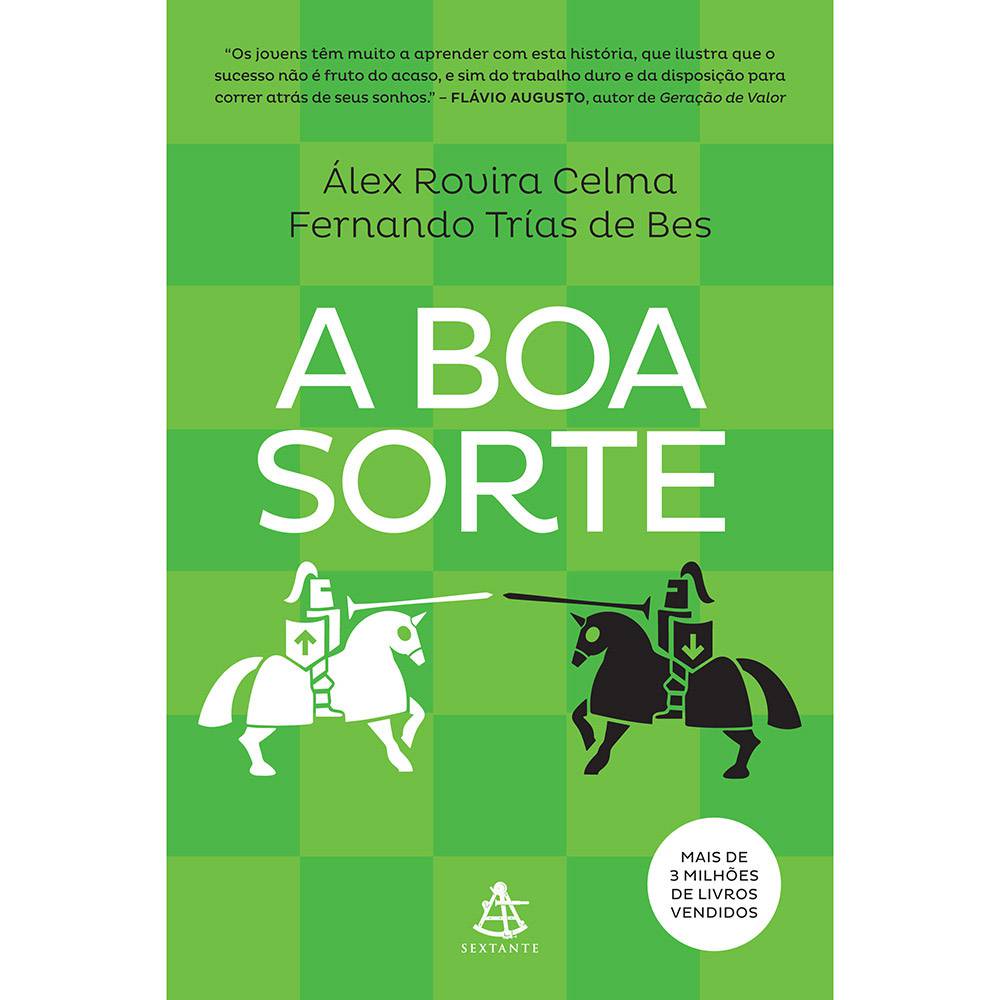 “Os jovens têm muito a aprender com esta história, que ilustra que o
sucesso não é fruto do acaso, e sim do trabalho duro e da disposição para
correr atrás de seus sonhos.” – FLÁVIO AUGUSTO, autor de Geração de Valor
Álex Rovira Celma
Fernando Trías de Bes
A BOA
SORTE
MAIS DE
3 MILHÕES
DE LIVROS
VENDIDOS
SEXTANTE